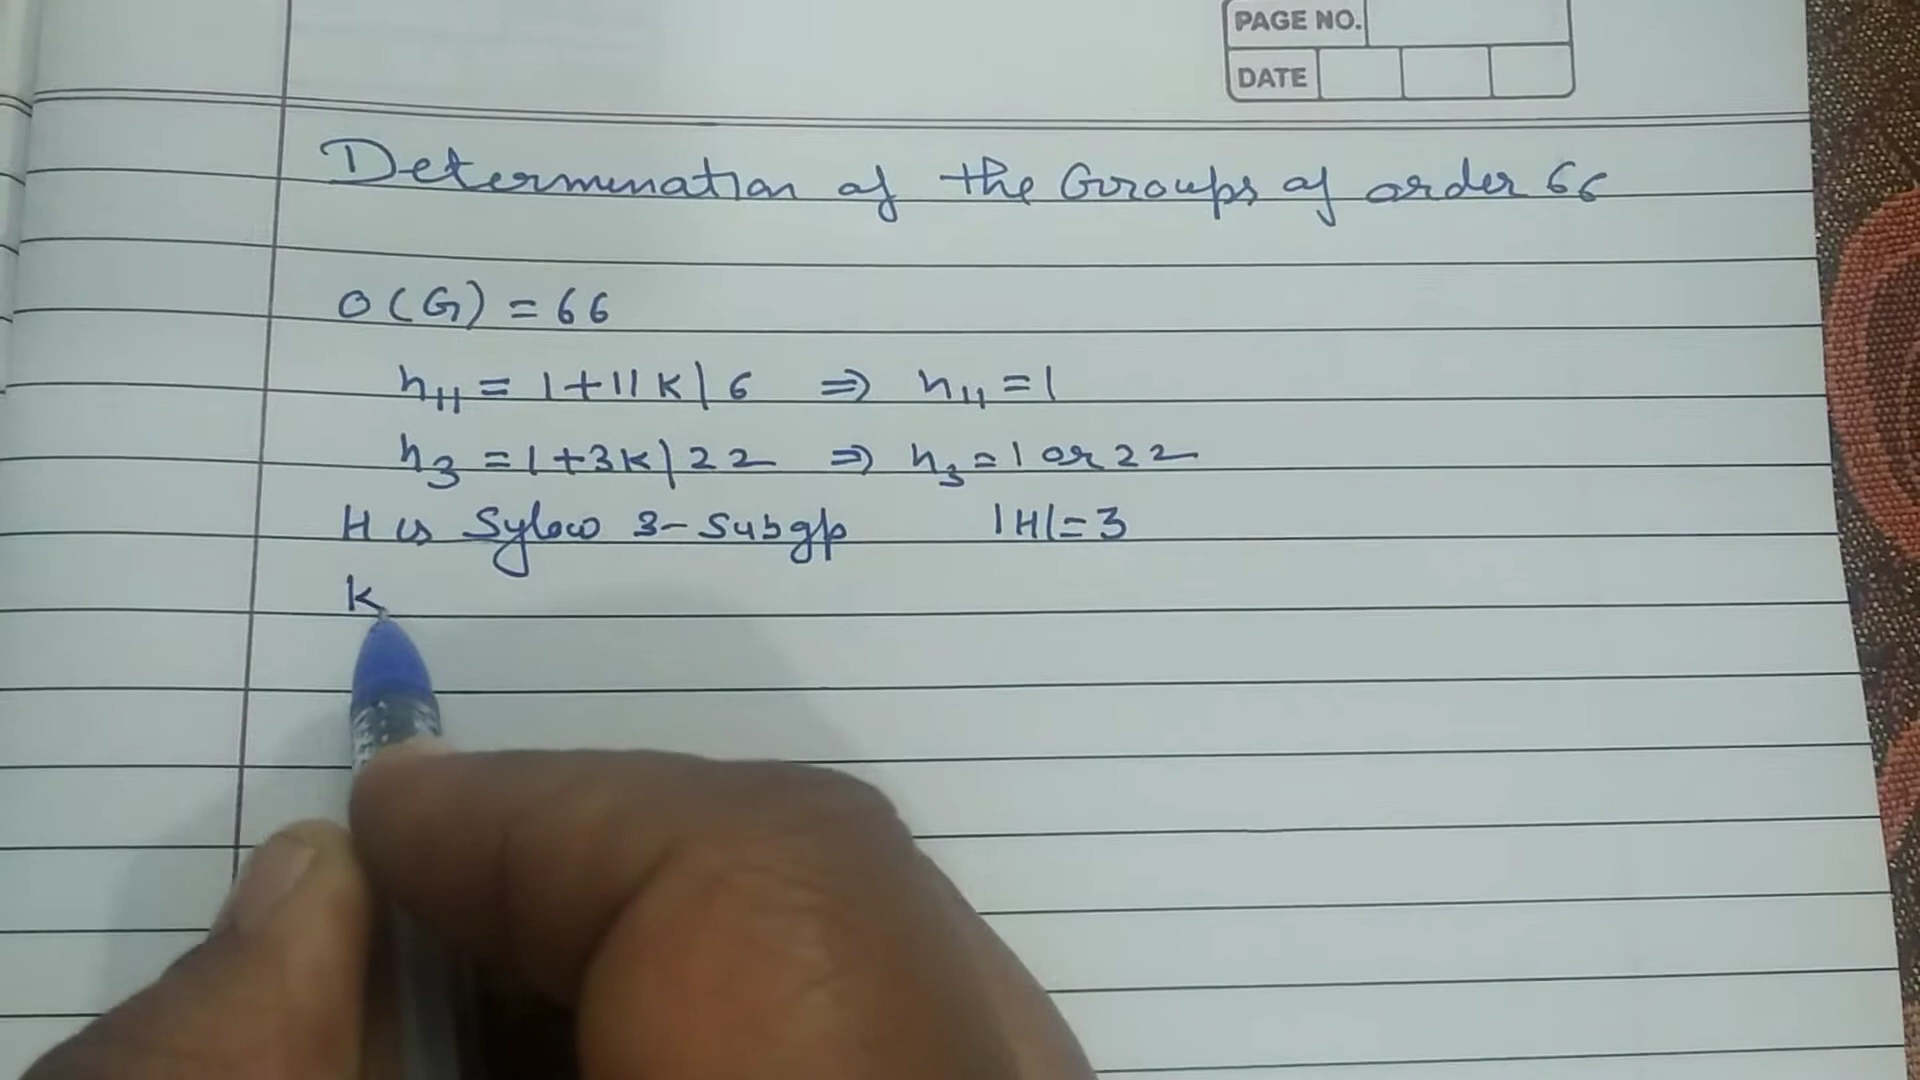 PAGE NO.
DATE
Determination of the Groups of order 66
O(G) = 66
n₁₁ = 1+11K|6 ⇒ n₁₁ = 1
n₃ = 1+3K|22 ⇒ n₃ = 1 or 22
H is Sylow 3-Subgp |H|=3
K